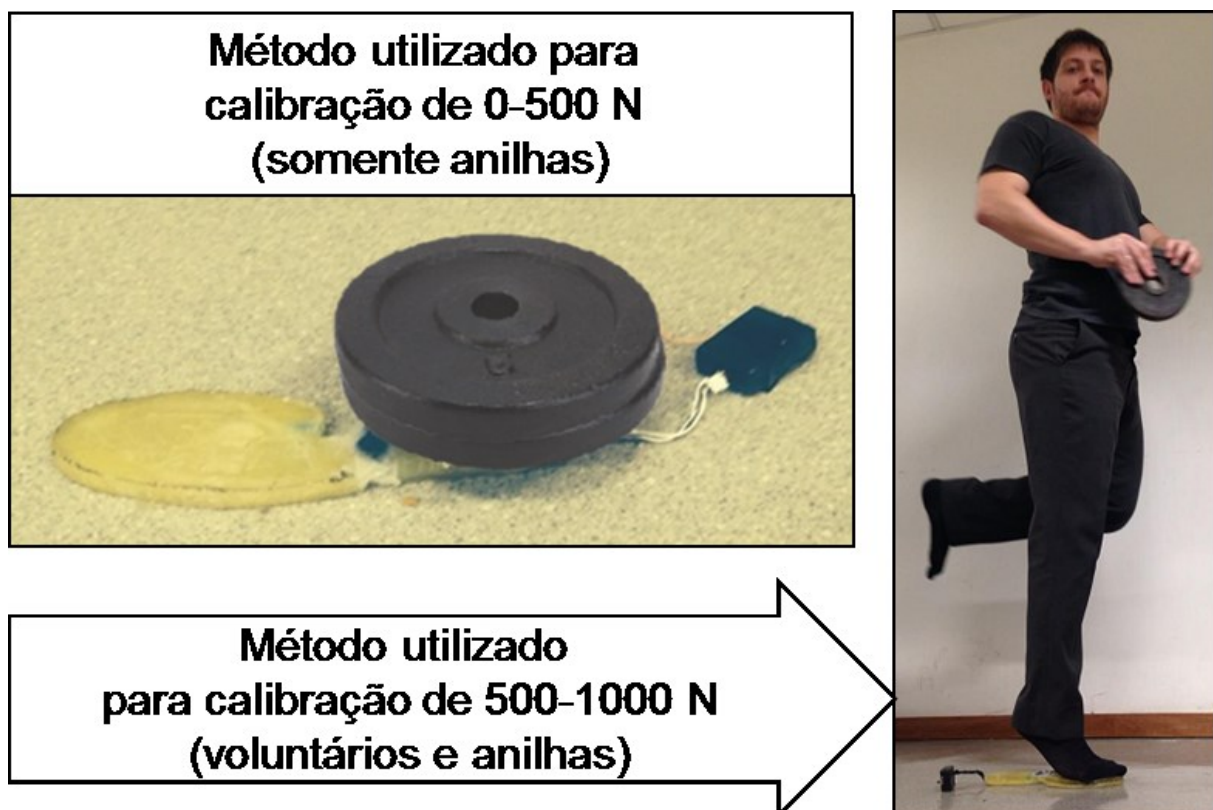 Método utilizado para
calibração de 0-500 N
(somente anilhas)
Método utilizado
para calibração de 500-1000 N
(voluntários e anilhas)